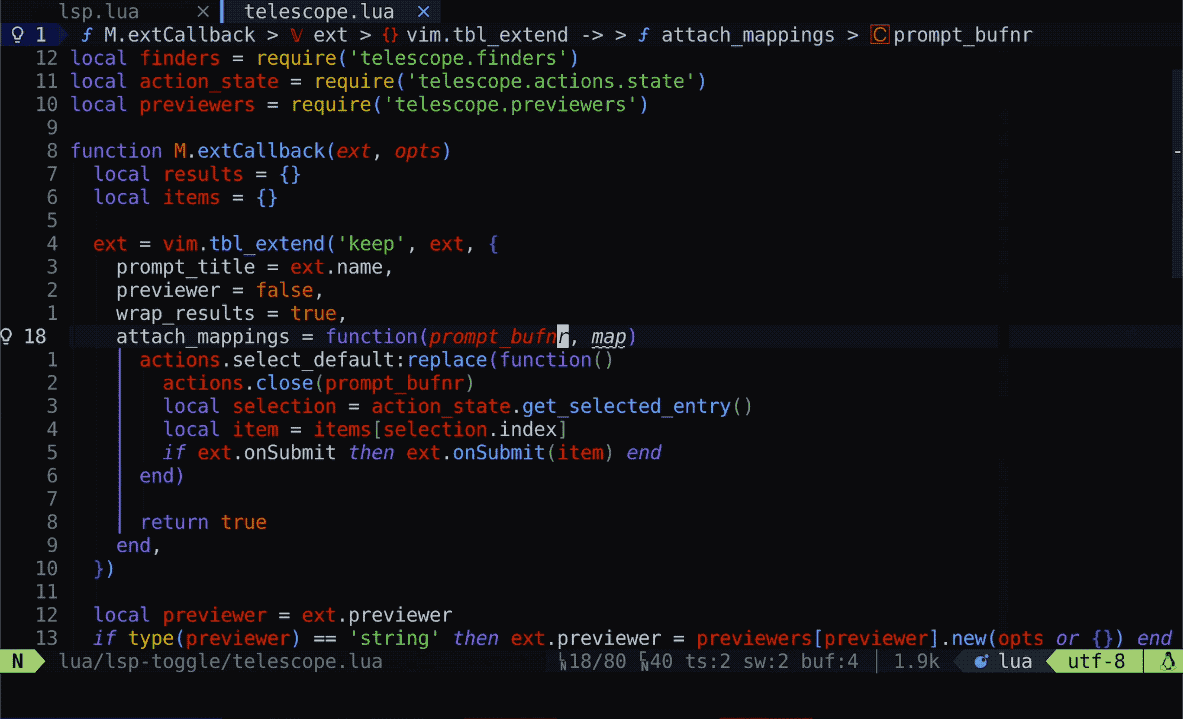 lsp.lua × telescope.lua ×
1 ƒ M.extCallback > V ext > {} vim.tbl_extend -> > ƒ attach_mappings > C prompt_bufnr
12 local finders = require('telescope.finders')
11 local action_state = require('telescope.actions.state')
10 local previewers = require('telescope.previewers')
9
8 function M.extCallback(ext, opts)
7 local results = {}
6 local items = {}
5
4 ext = vim.tbl_extend('keep', ext, {
3 prompt_title = ext.name,
2 previewer = false,
1 wrap_results = true,
18 attach_mappings = function(prompt_bufnr, map)
1 actions.select_default:replace(function()
2 actions.close(prompt_bufnr)
3 local selection = action_state.get_selected_entry()
4 local item = items[selection.index]
5 if ext.onSubmit then ext.onSubmit(item) end
6 end)
7
8 return true
9 end,
10 })
11
12 local previewer = ext.previewer
13 if type(previewer) == 'string' then ext.previewer = previewers[previewer].new(opts or {}) end
N lua/lsp-toggle/telescope.lua 18/80 40 ts:2 sw:2 buf:4 | 1.9k lua utf-8